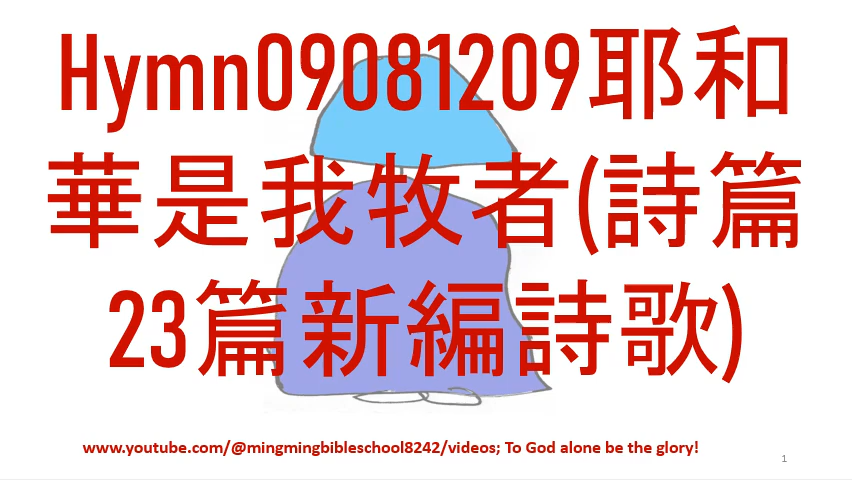 Hymn09081209耶和
華是我牧者(詩篇
23篇新編詩歌)
www.youtube.com/@mingmingbibleschool8242/videos; To God alone be the glory!
1